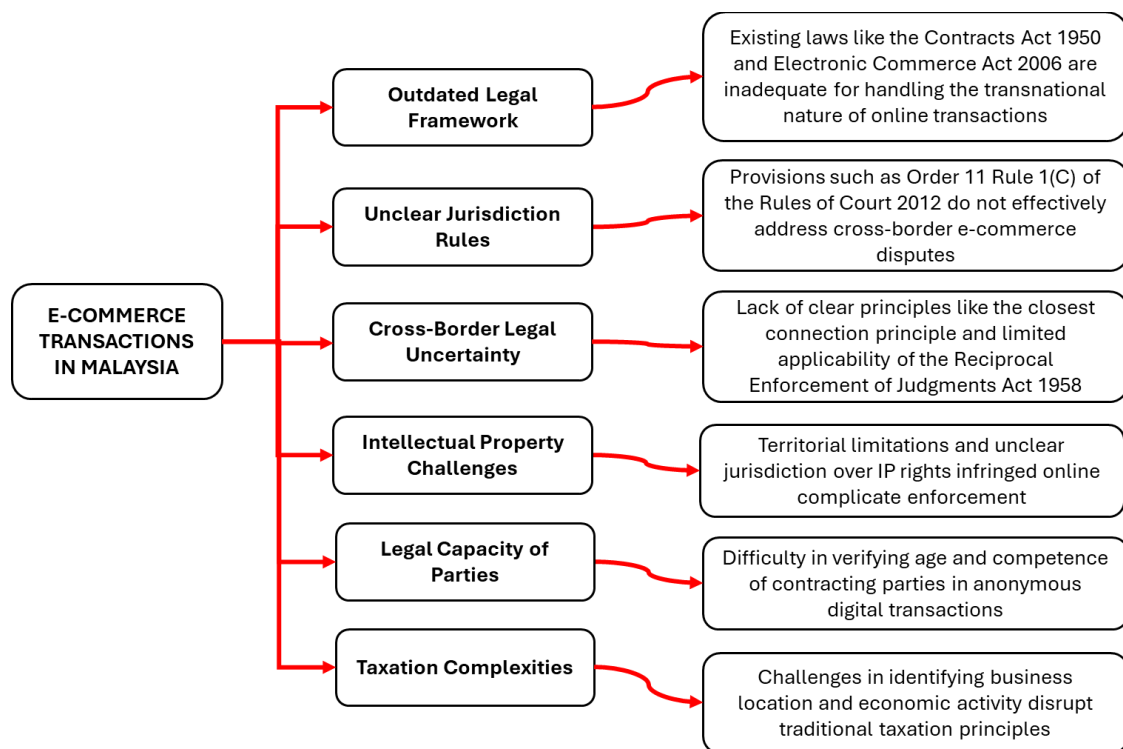 E-COMMERCE
TRANSACTIONS
IN MALAYSIA
Outdated Legal
Framework
Existing laws like the Contracts Act 1950
and Electronic Commerce Act 2006 are
inadequate for handling the transnational
nature of online transactions
Unclear Jurisdiction
Rules
Provisions such as Order 11 Rule 1(C) of
the Rules of Court 2012 do not effectively
address cross-border e-commerce
disputes
Cross-Border Legal
Uncertainty
Lack of clear principles like the closest
connection principle and limited
applicability of the Reciprocal
Enforcement of Judgments Act 1958
Intellectual Property
Challenges
Territorial limitations and unclear
jurisdiction over IP rights infringed online
complicate enforcement
Legal Capacity of
Parties
Difficulty in verifying age and competence
of contracting parties in anonymous
digital transactions
Taxation Complexities
Challenges in identifying business
location and economic activity disrupt
traditional taxation principles